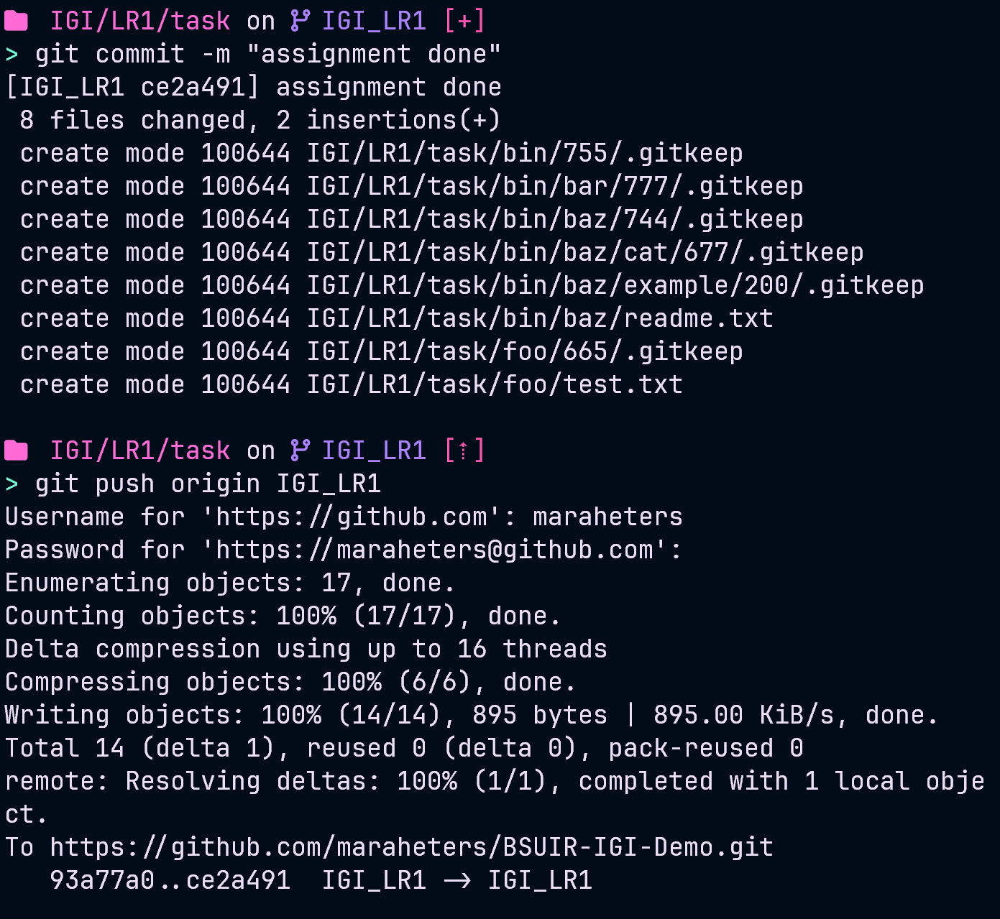 IGI/LR1/task on IGI_LR1 [+]
> git commit -m "assignment done"
[IGI_LR1 ce2a491] assignment done
 8 files changed, 2 insertions(+)
 create mode 100644 IGI/LR1/task/bin/755/.gitkeep
 create mode 100644 IGI/LR1/task/bin/bar/777/.gitkeep
 create mode 100644 IGI/LR1/task/bin/baz/744/.gitkeep
 create mode 100644 IGI/LR1/task/bin/baz/cat/677/.gitkeep
 create mode 100644 IGI/LR1/task/bin/baz/example/200/.gitkeep
 create mode 100644 IGI/LR1/task/bin/baz/readme.txt
 create mode 100644 IGI/LR1/task/foo/665/.gitkeep
 create mode 100644 IGI/LR1/task/foo/test.txt
IGI/LR1/task on IGI_LR1 [⇡]
> git push origin IGI_LR1
Username for 'https://github.com': maraheters
Password for 'https://maraheters@github.com':
Enumerating objects: 17, done.
Counting objects: 100% (17/17), done.
Delta compression using up to 16 threads
Compressing objects: 100% (6/6), done.
Writing objects: 100% (14/14), 895 bytes | 895.00 KiB/s, done.
Total 14 (delta 1), reused 0 (delta 0), pack-reused 0
remote: Resolving deltas: 100% (1/1), completed with 1 local obje
ct.
To https://github.com/maraheters/BSUIR-IGI-Demo.git
   93a77a0..ce2a491  IGI_LR1 -> IGI_LR1